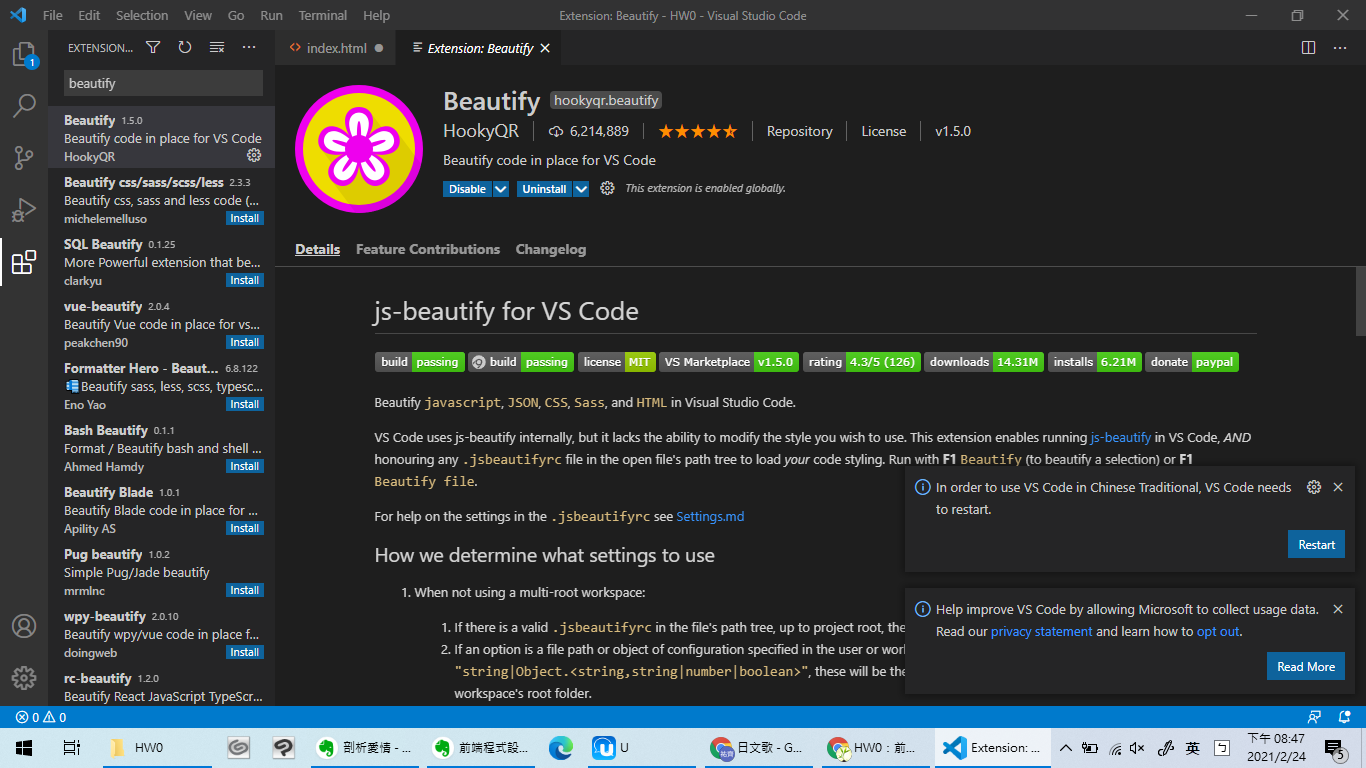 File Edit Selection View Go Run Terminal Help
Extension: Beautify - HW0 - Visual Studio Code
EXTENSION...
index.html
Extension: Beautify
1
beautify
Beautify 1.5.0
Beautify code in place for VS Code
HookyQR
Beautify css/sass/scss/less 2.3.3
Beautify css, sass and less code (...
michelemelluso
Install
SQL Beautify 0.1.25
More Powerful extension that be...
clarkyu
Install
vue-beautify 2.0.4
Beautify Vue code in place for vs...
peakchen90
Install
Formatter Hero - Beaut... 6.8.122
Beautify sass, less, scss, typesc...
Eno Yao
Install
Bash Beautify 0.1.1
Format / Beautify bash and shell ...
Ahmed Hamdy
Install
Beautify Blade 1.0.1
Beautify Blade code in place for ...
Apility AS
Install
Pug beautify 1.0.2
Simple Pug/Jade beautify
mrmlnc
Install
wpy-beautify 2.0.10
Beautify wpy/vue code in place f...
doingweb
Install
rc-beautify 1.2.0
Beautify React JavaScript TypeScr...
Beautify hookyqr.beautify
HookyQR 6,214,889 Repository License v1.5.0
Beautify code in place for VS Code
Disable Uninstall This extension is enabled globally.
Details Feature Contributions Changelog
js-beautify for VS Code
build passing build passing license MIT VS Marketplace v1.5.0 rating 4.3/5 (126) downloads 14.31M installs 6.21M donate paypal
Beautify javascript, JSON, CSS, Sass, and HTML in Visual Studio Code.
VS Code uses js-beautify internally, but it lacks the ability to modify the style you wish to use. This extension enables running js-beautify in VS Code, AND
honouring any .jsbeautifyrc file in the open file's path tree to load your code styling. Run with F1 Beautify (to beautify a selection) or F1
Beautify file.
For help on the settings in the .jsbeautifyrc see Settings.md
How we determine what settings to use
1. When not using a multi-root workspace:
1. If there is a valid .jsbeautifyrc in the file's path tree, up to project root, the
2. If an option is a file path or object of configuration specified in the user or work
"string|Object.<string,string|number|boolean>", these will be the
workspace's root folder.
In order to use VS Code in Chinese Traditional, VS Code needs
to restart.
Restart
Help improve VS Code by allowing Microsoft to collect usage data.
Read our privacy statement and learn how to opt out.
Read More
0 0
HW0
剖析愛情 - ...
前端程式設...
U
日文歌 - G...
HW0：前...
Extension: ...
英
下午 08:47
2021/2/24
5